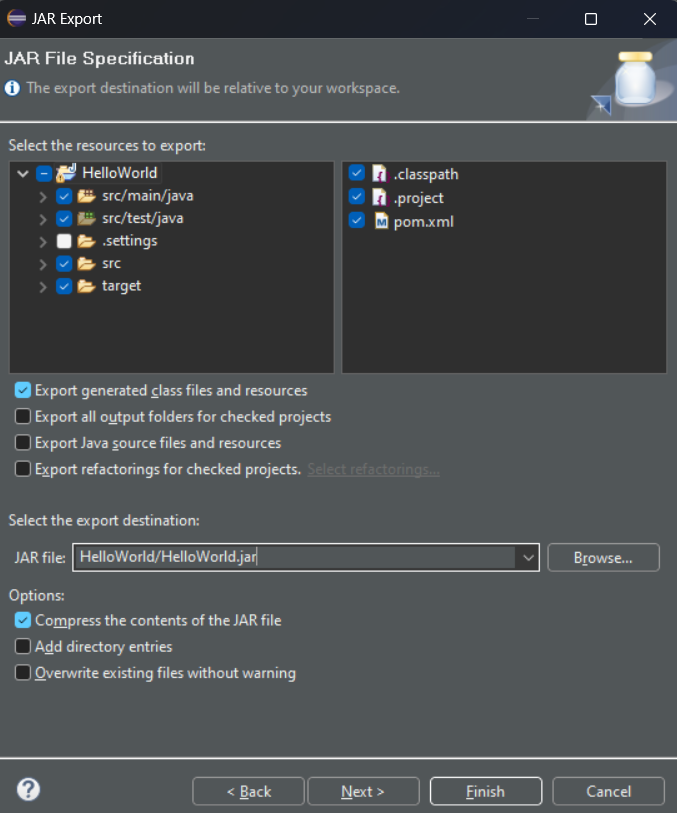 JAR Export
JAR File Specification
The export destination will be relative to your workspace.
Select the resources to export:
HelloWorld
src/main/java
src/test/java
.settings
src
target
.classpath
.project
pom.xml
Export generated class files and resources
Export all output folders for checked projects
Export Java source files and resources
Export refactorings for checked projects. Select refactorings...
Select the export destination:
JAR file: HelloWorld/HelloWorld.jar Browse...
Options:
Compress the contents of the JAR file
Add directory entries
Overwrite existing files without warning
? < Back Next > Finish Cancel